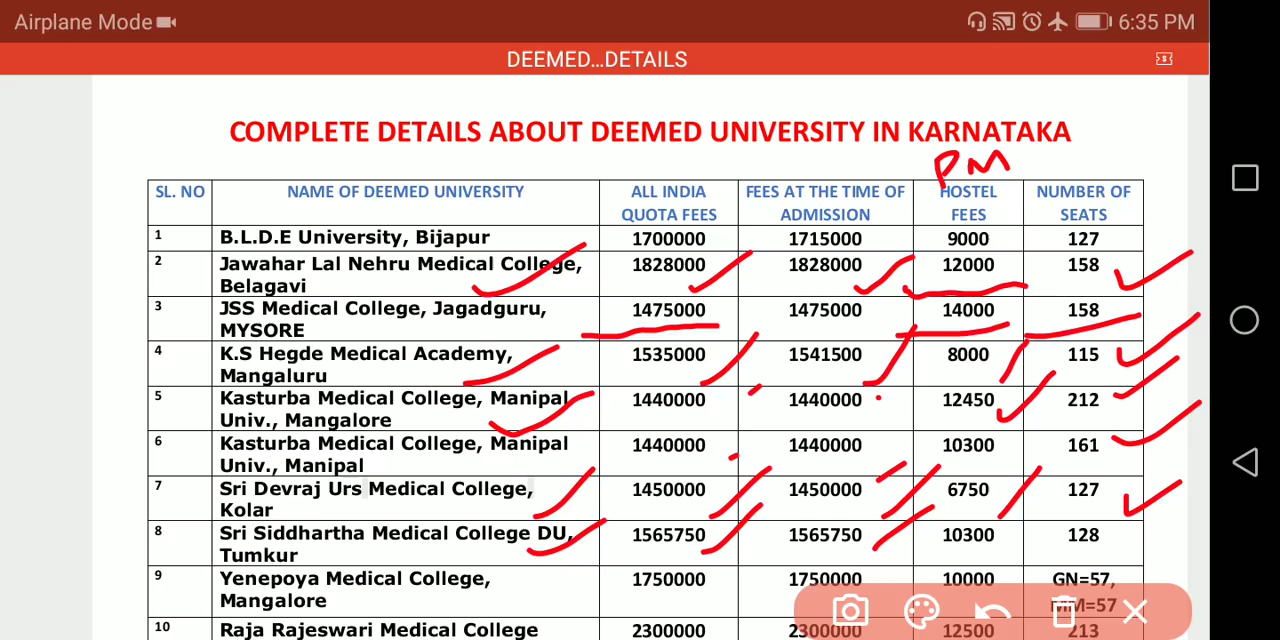 Airplane Mode 6:35 PM
DEEMED...DETAILS
COMPLETE DETAILS ABOUT DEEMED UNIVERSITY IN KARNATAKA
PM
SL. NO NAME OF DEEMED UNIVERSITY ALL INDIA QUOTA FEES FEES AT THE TIME OF ADMISSION HOSTEL FEES NUMBER OF SEATS
1 B.L.D.E University, Bijapur 1700000 1715000 9000 127
2 Jawahar Lal Nehru Medical College, 1828000 1828000 12000 158
Belagavi
3 JSS Medical College, Jagadguru, 1475000 1475000 14000 158
MYSORE
4 K.S Hegde Medical Academy, 1535000 1541500 8000 115
Mangaluru
5 Kasturba Medical College, Manipal 1440000 1440000 12450 212
Univ., Mangalore
6 Kasturba Medical College, Manipal 1440000 1440000 10300 161
Univ., Manipal
7 Sri Devraj Urs Medical College, 1450000 1450000 6750 127
Kolar
8 Sri Siddhartha Medical College DU, 1565750 1565750 10300 128
Tumkur
9 Yenepoya Medical College, 1750000 1750000 10000 GN=57,
Mangalore MM=57
10 Raja Rajeswari Medical College 2300000 2300000 12500 213